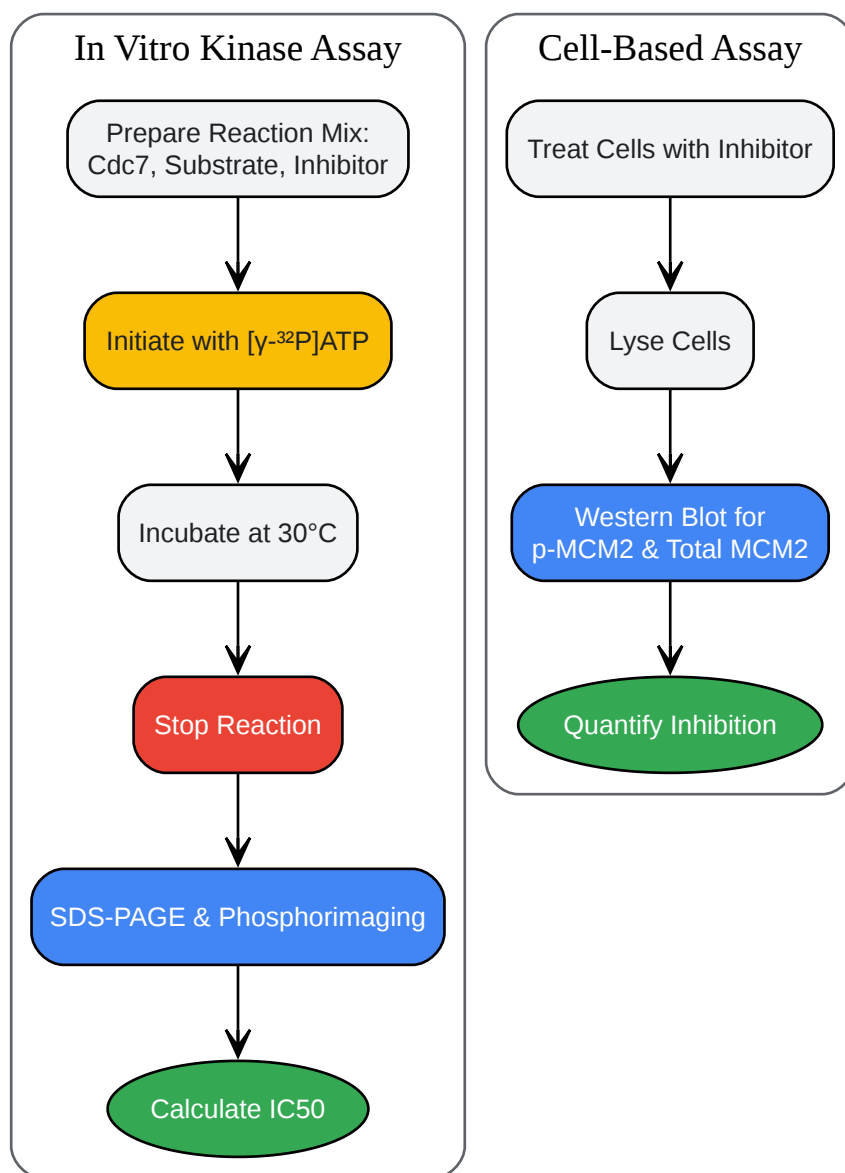 In Vitro Kinase Assay
Prepare Reaction Mix:
Cdc7, Substrate, Inhibitor
Initiate with [γ-³²P]ATP
Incubate at 30°C
Stop Reaction
SDS-PAGE & Phosphorimaging
Calculate IC50
Cell-Based Assay
Treat Cells with Inhibitor
Lyse Cells
Western Blot for
p-MCM2 & Total MCM2
Quantify Inhibition